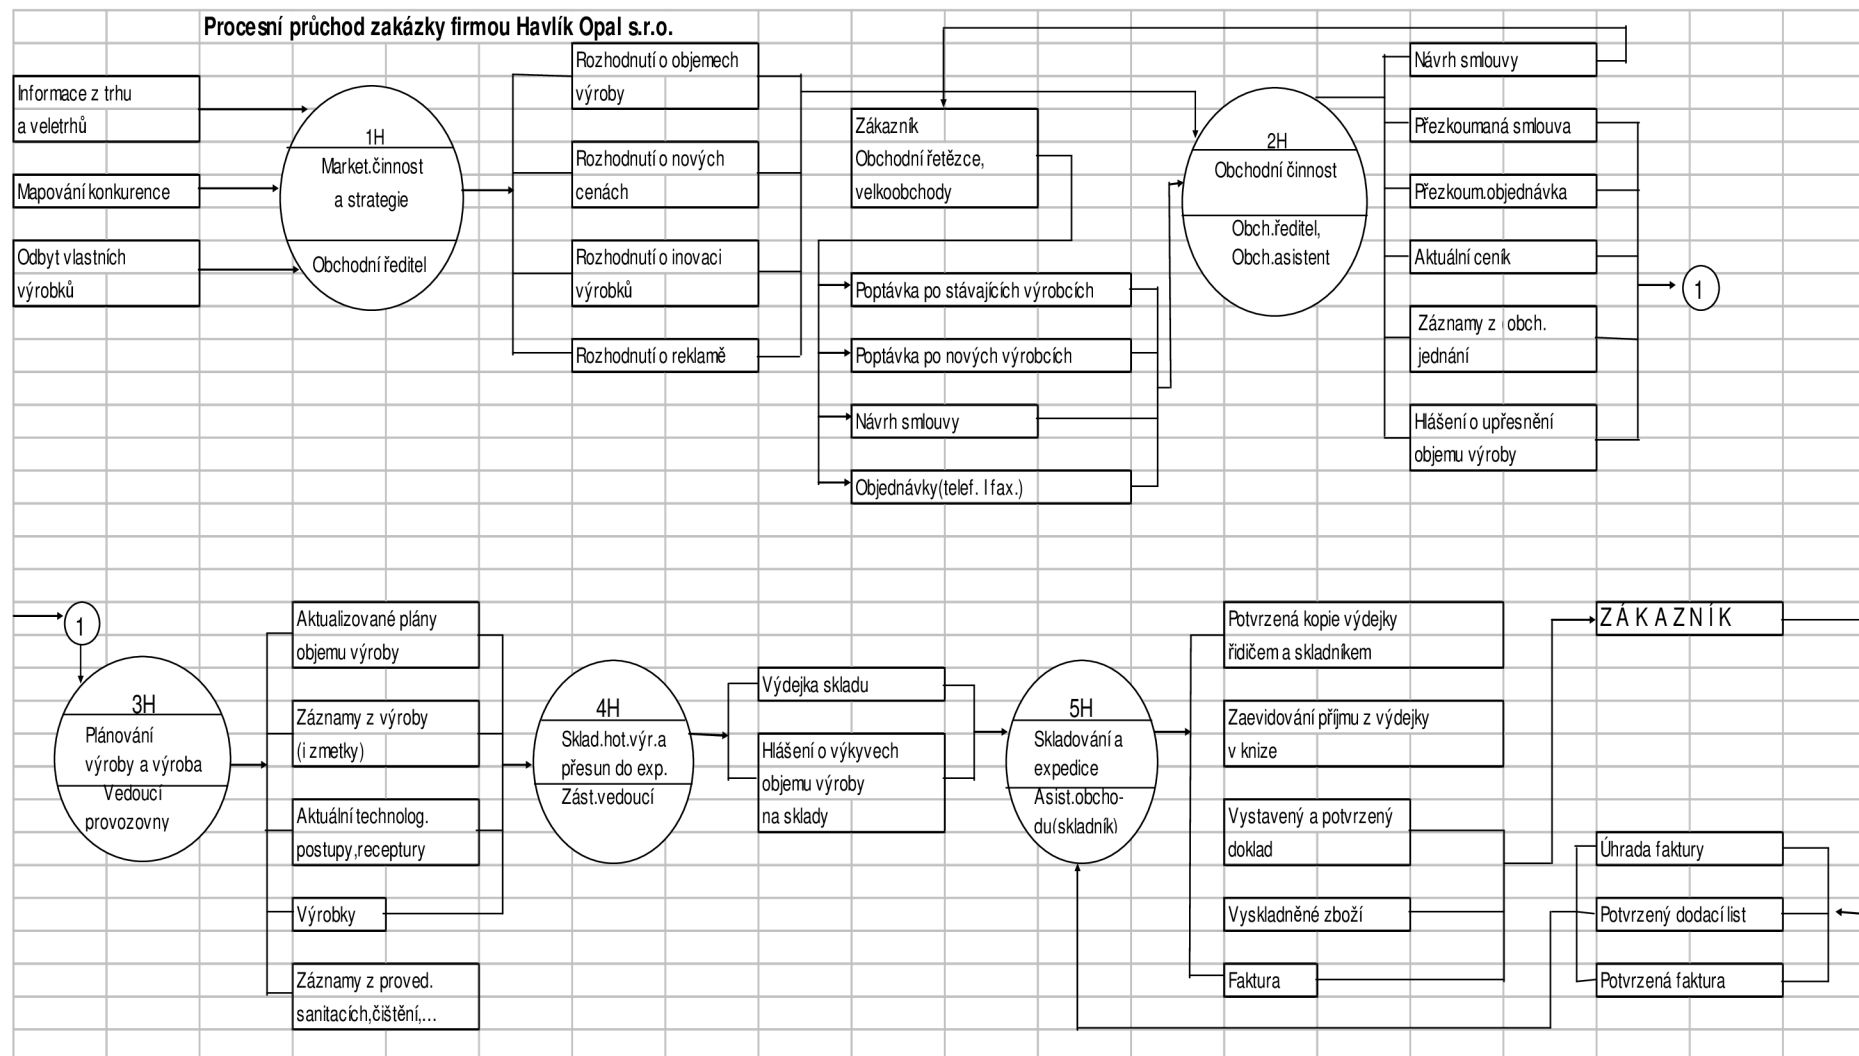 Procesní průchod zakázky firmou Havlík Opal s.r.o.
Informace z trhu
a veletrhů
Mapování konkurence
Odbyt vlastních
výrobků
1H
Market.činnost
a strategie
Obchodní ředitel
Rozhodnutí o objemech
výroby
Rozhodnutí o nových
cenách
Rozhodnutí o inovaci
výrobků
Rozhodnutí o reklamě
Zákazník
Obchodní řetězce,
velkoobchody
Poptávka po stávajících výrobcích
Poptávka po nových výrobcích
Návrh smlouvy
Objednávky(telef. I fax.)
2H
Obchodní činnost
Obch.ředitel,
Obch.asistent
Návrh smlouvy
Přezkoumaná smlouva
Přezkoum.objednávka
Aktuální ceník
Záznamy z obch.
jednání
Hlášení o upřesnění
objemu výroby
1
1
3H
Plánování
výroby a výroba
Vedoucí
provozovny
Aktualizované plány
objemu výroby
Záznamy z výroby
(i zmetky)
Aktuální technolog.
postupy,receptury
Výrobky
Záznamy z proved.
sanitacích,čištění,...
4H
Sklad.hot.výr.a
přesun do exp.
Zást.vedoucí
Výdejka skladu
Hlášení o výkyvech
objemu výroby
na sklady
5H
Skladování a
expedice
Asist.obcho-
du(skladník)
Potvrzená kopie výdejky
řidičem a skladníkem
Zaevidování příjmu z výdejky
v knize
Vystavený a potvrzený
doklad
Vyskladněné zboží
Faktura
ZÁKAZNÍK
Úhrada faktury
Potvrzený dodací list
Potvrzená faktura